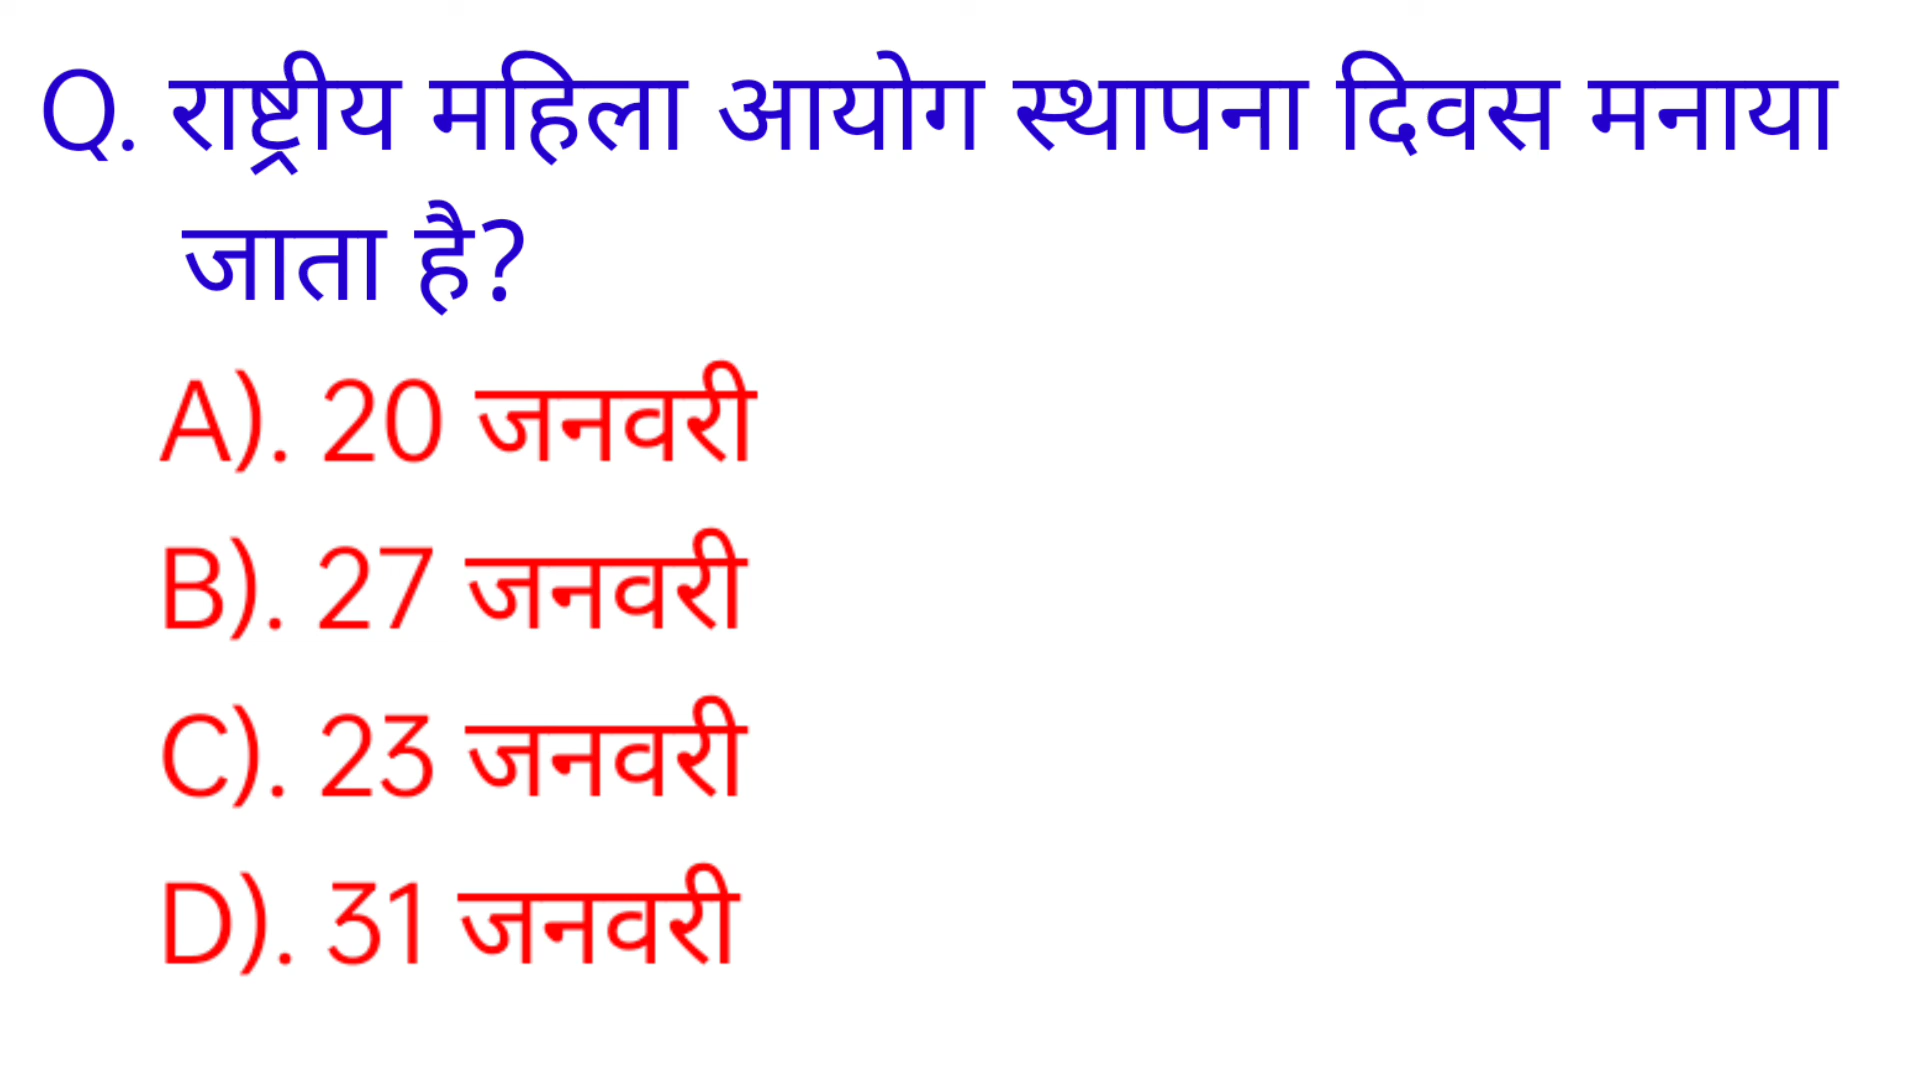 Q. राष्ट्रीय महिला आयोग स्थापना दिवस मनाया
जाता है?
A). 20 जनवरी
B). 27 जनवरी
C). 23 जनवरी
D). 31 जनवरी